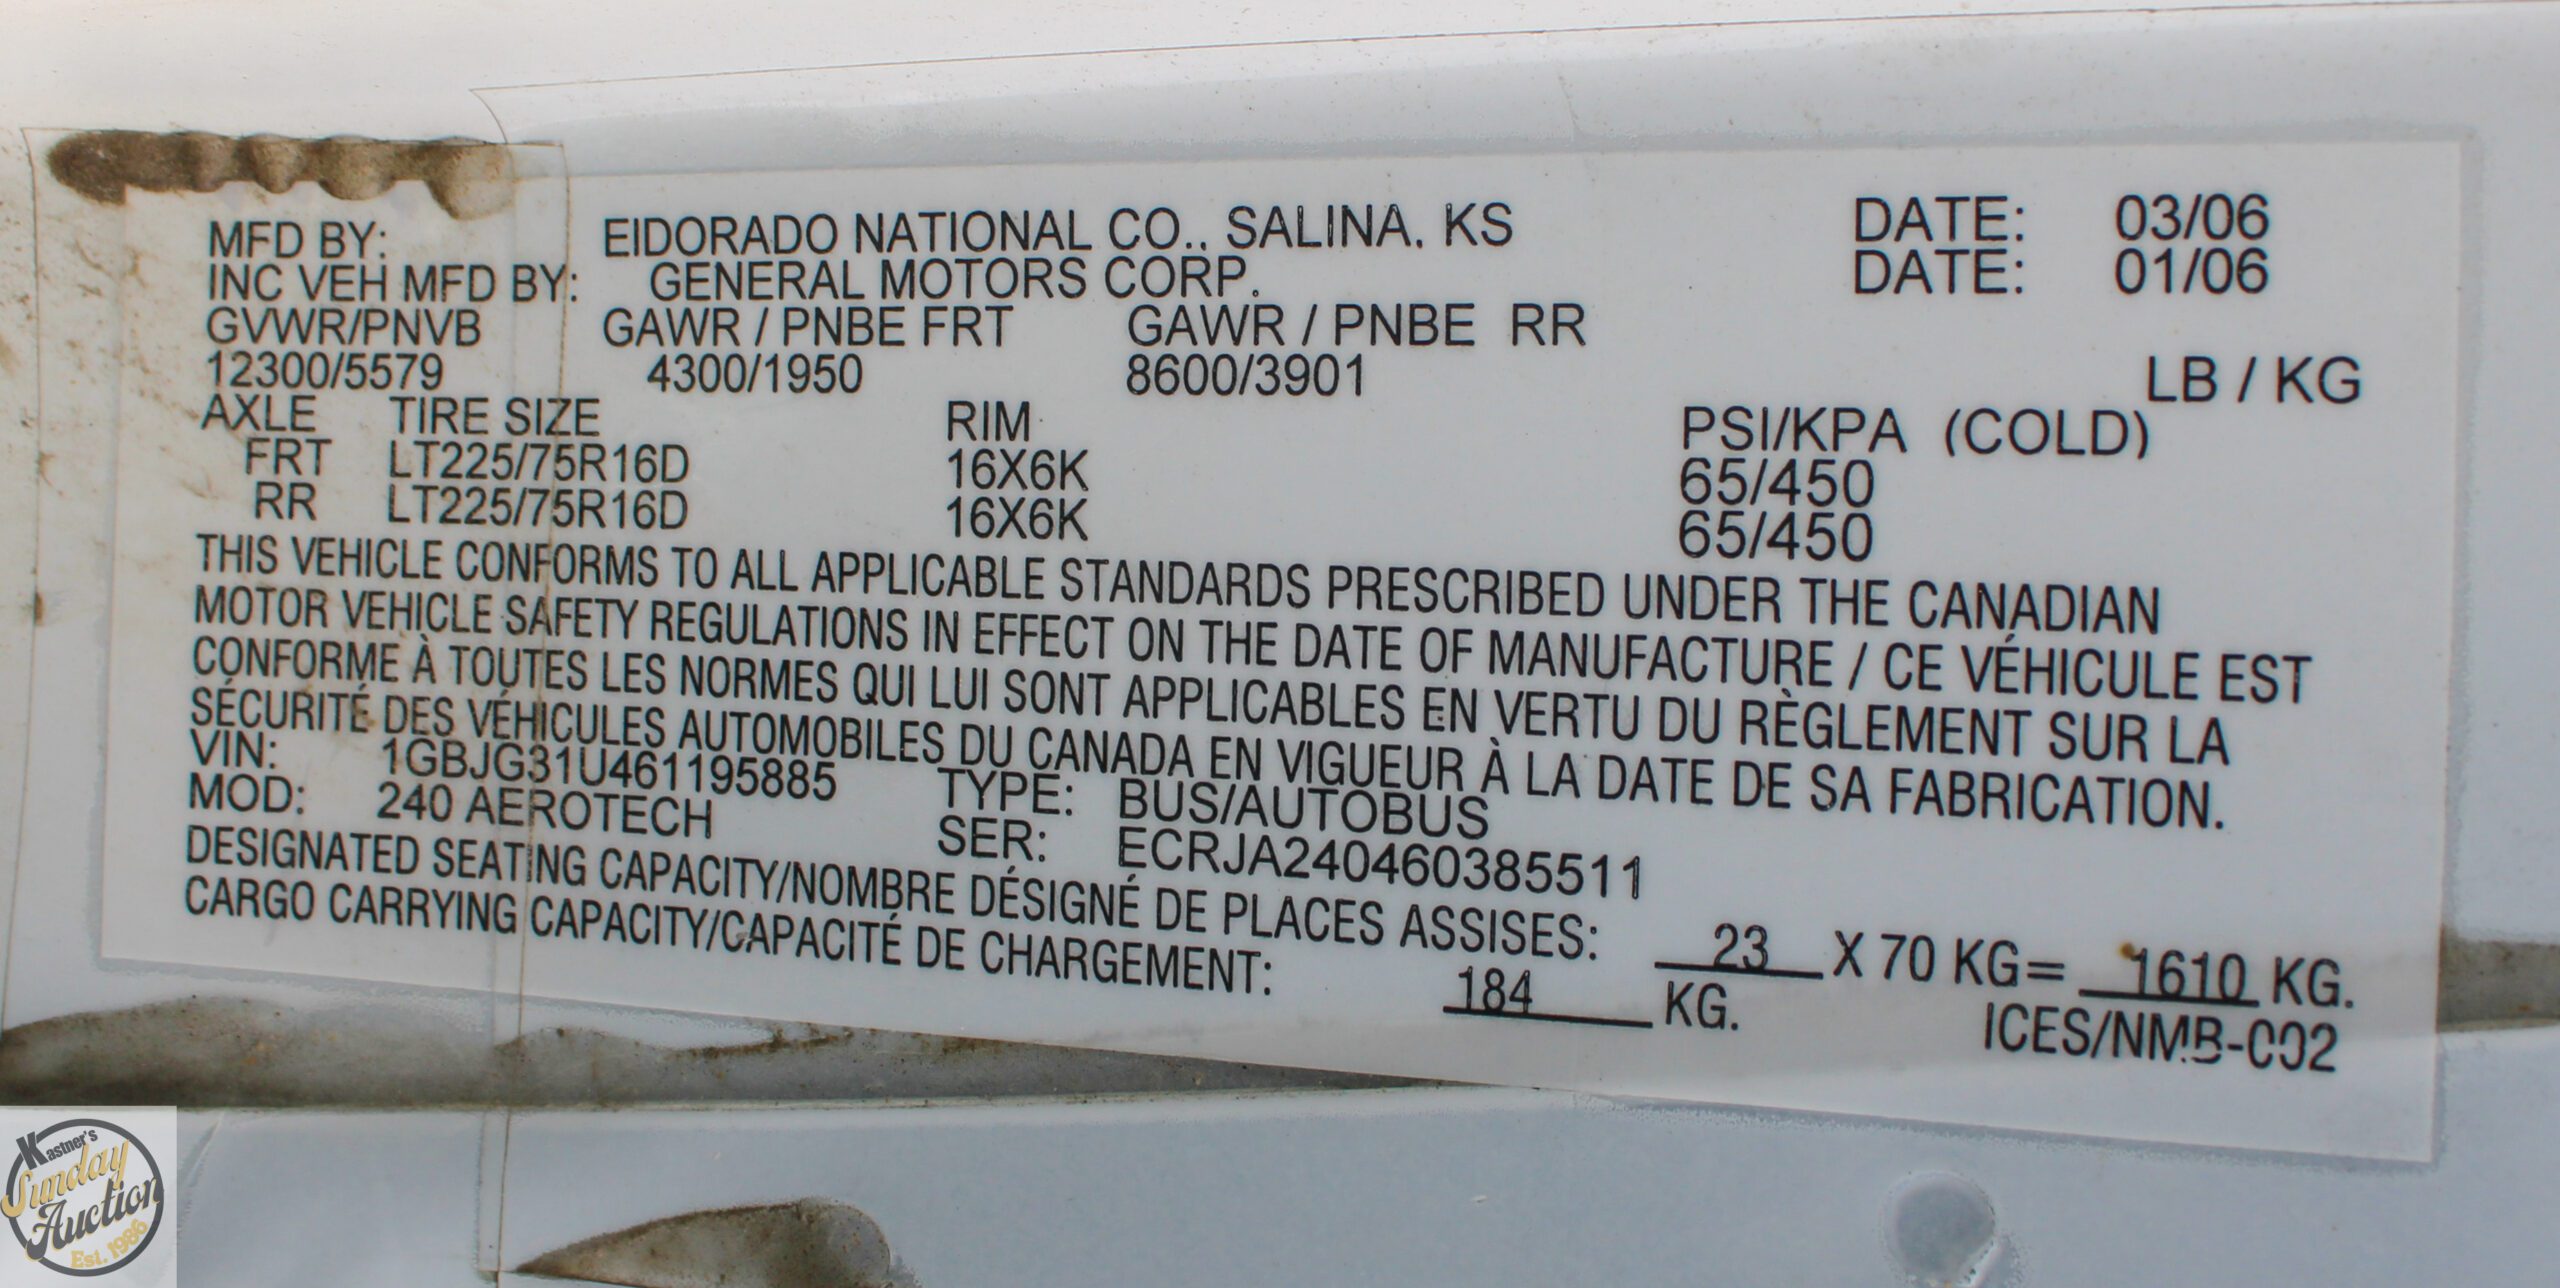 MFD BY: EIDORADO NATIONAL CO., SALINA, KS DATE: 03/06
INC VEH MFD BY: GENERAL MOTORS CORP. DATE: 01/06
GVWR/PNVB GAWR / PNBE FRT GAWR / PNBE RR
12300/5579 4300/1950 8600/3901 LB / KG
AXLE TIRE SIZE RIM PSI/KPA (COLD)
FRT LT225/75R16D 16X6K 65/450
RR LT225/75R16D 16X6K 65/450
THIS VEHICLE CONFORMS TO ALL APPLICABLE STANDARDS PRESCRIBED UNDER THE CANADIAN
MOTOR VEHICLE SAFETY REGULATIONS IN EFFECT ON THE DATE OF MANUFACTURE / CE VÉHICULE EST
CONFORME À TOUTES LES NORMES QUI LUI SONT APPLICABLES EN VERTU DU RÈGLEMENT SUR LA
SÉCURITÉ DES VÉHICULES AUTOMOBILES DU CANADA EN VIGUEUR À LA DATE DE SA FABRICATION.
VIN: 1GBJG31U461195885 TYPE: BUS/AUTOBUS
MOD: 240 AEROTECH SER: ECRJA240460385511
DESIGNATED SEATING CAPACITY/NOMBRE DÉSIGNÉ DE PLACES ASSISES: 23 X 70 KG= 1610 KG.
CARGO CARRYING CAPACITY/CAPACITÉ DE CHARGEMENT: 184 KG.
ICES/NMB-002
Kastner's
Sunday
Auction
Est. 1986